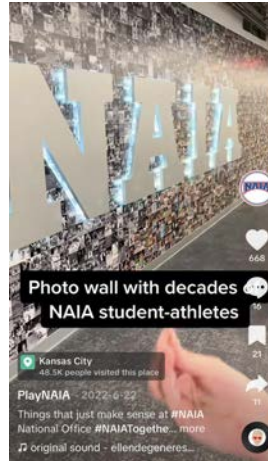 NAIA
NAIA
668
Photo wall with decades of
NAIA student-athletes
16
21
Kansas City
48.5K people visited this place
11
PlayNAIA · 2022-6-22
Things that just make sense at #NAIA
National Office #NAIATogethe... more
original sound - ellendegeneres...